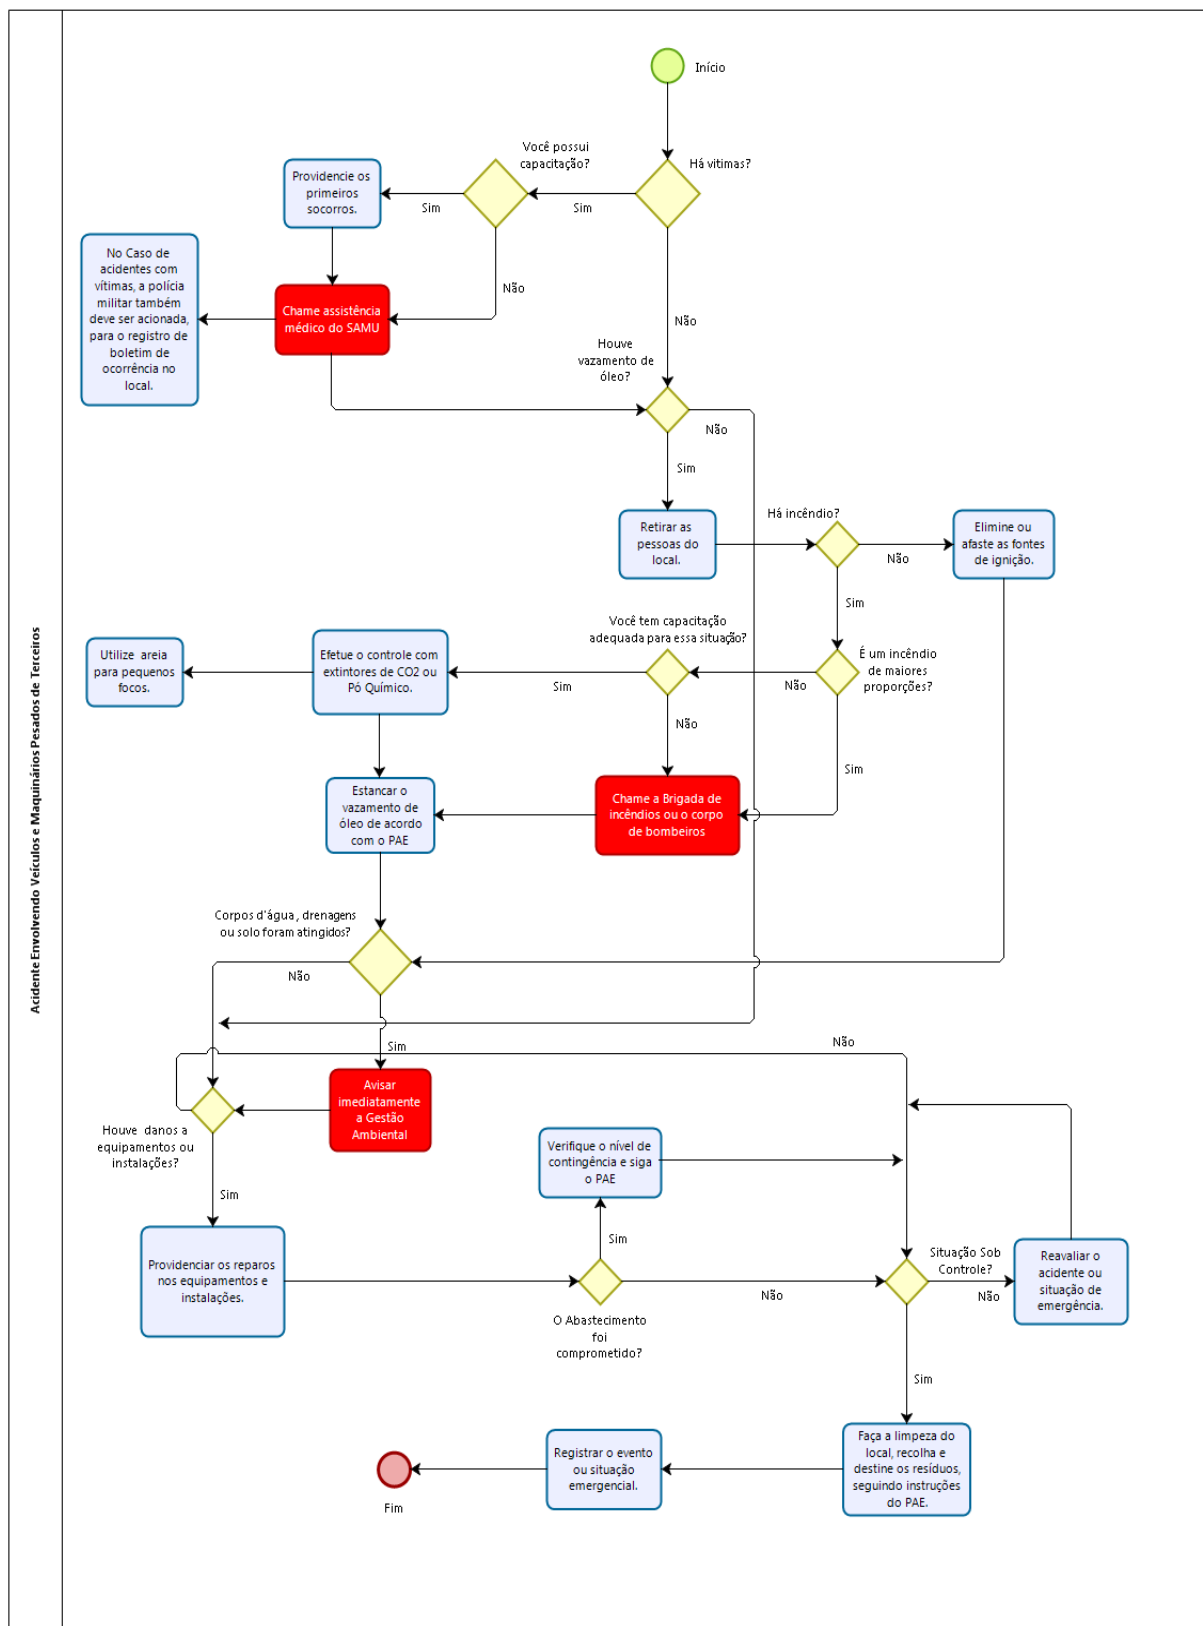 Acidente Envolvendo Veículos e Maquinários Pesados de Terceiros
Início
Há vitimas?
Você possui
capacitação?
Sim
Sim
Não
Não
Providencie os
primeiros
socorros.
No Caso de
acidentes com
vítimas, a polícia
militar também
deve ser acionada,
para o registro de
boletim de
ocorrência no
local.
Chame assistência
médico do SAMU
Houve
vazamento de
óleo?
Não
Sim
Retirar as
pessoas do
local.
Há incêndio?
Não
Sim
Elimine ou
afaste as fontes
de ignição.
Você tem capacitação
adequada para essa situação?
É um incêndio
de maiores
proporções?
Não
Sim
Sim
Não
Utilize  areia
para pequenos
focos.
Efetue o controle com
extintores de CO2 ou
Pó Químico.
Estancar o
vazamento de
óleo de acordo
com o PAE
Chame a Brigada de
incêndios ou o corpo
de bombeiros
Corpos d'água, drenagens
ou solo foram atingidos?
Não
Sim
Não
Avisar
imediatamente
a Gestão
Ambiental
Houve  danos a
equipamentos ou
instalações?
Sim
Verifique o nível de
contingência e siga
o PAE
Sim
Providenciar os reparos
nos equipamentos e
instalações.
O Abastecimento
foi
comprometido?
Não
Situação Sob
Controle?
Não
Reavaliar o
acidente ou
situação de
emergência.
Sim
Faça a limpeza do
local, recolha e
destine os resíduos,
seguindo instruções
do PAE.
Registrar o evento
ou situação
emergencial.
Fim